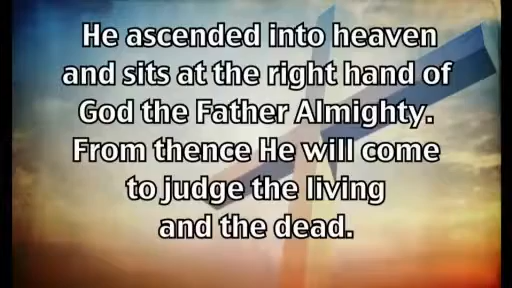 He ascended into heaven
and sits at the right hand of
God the Father Almighty.
From thence He will come
to judge the living
and the dead.